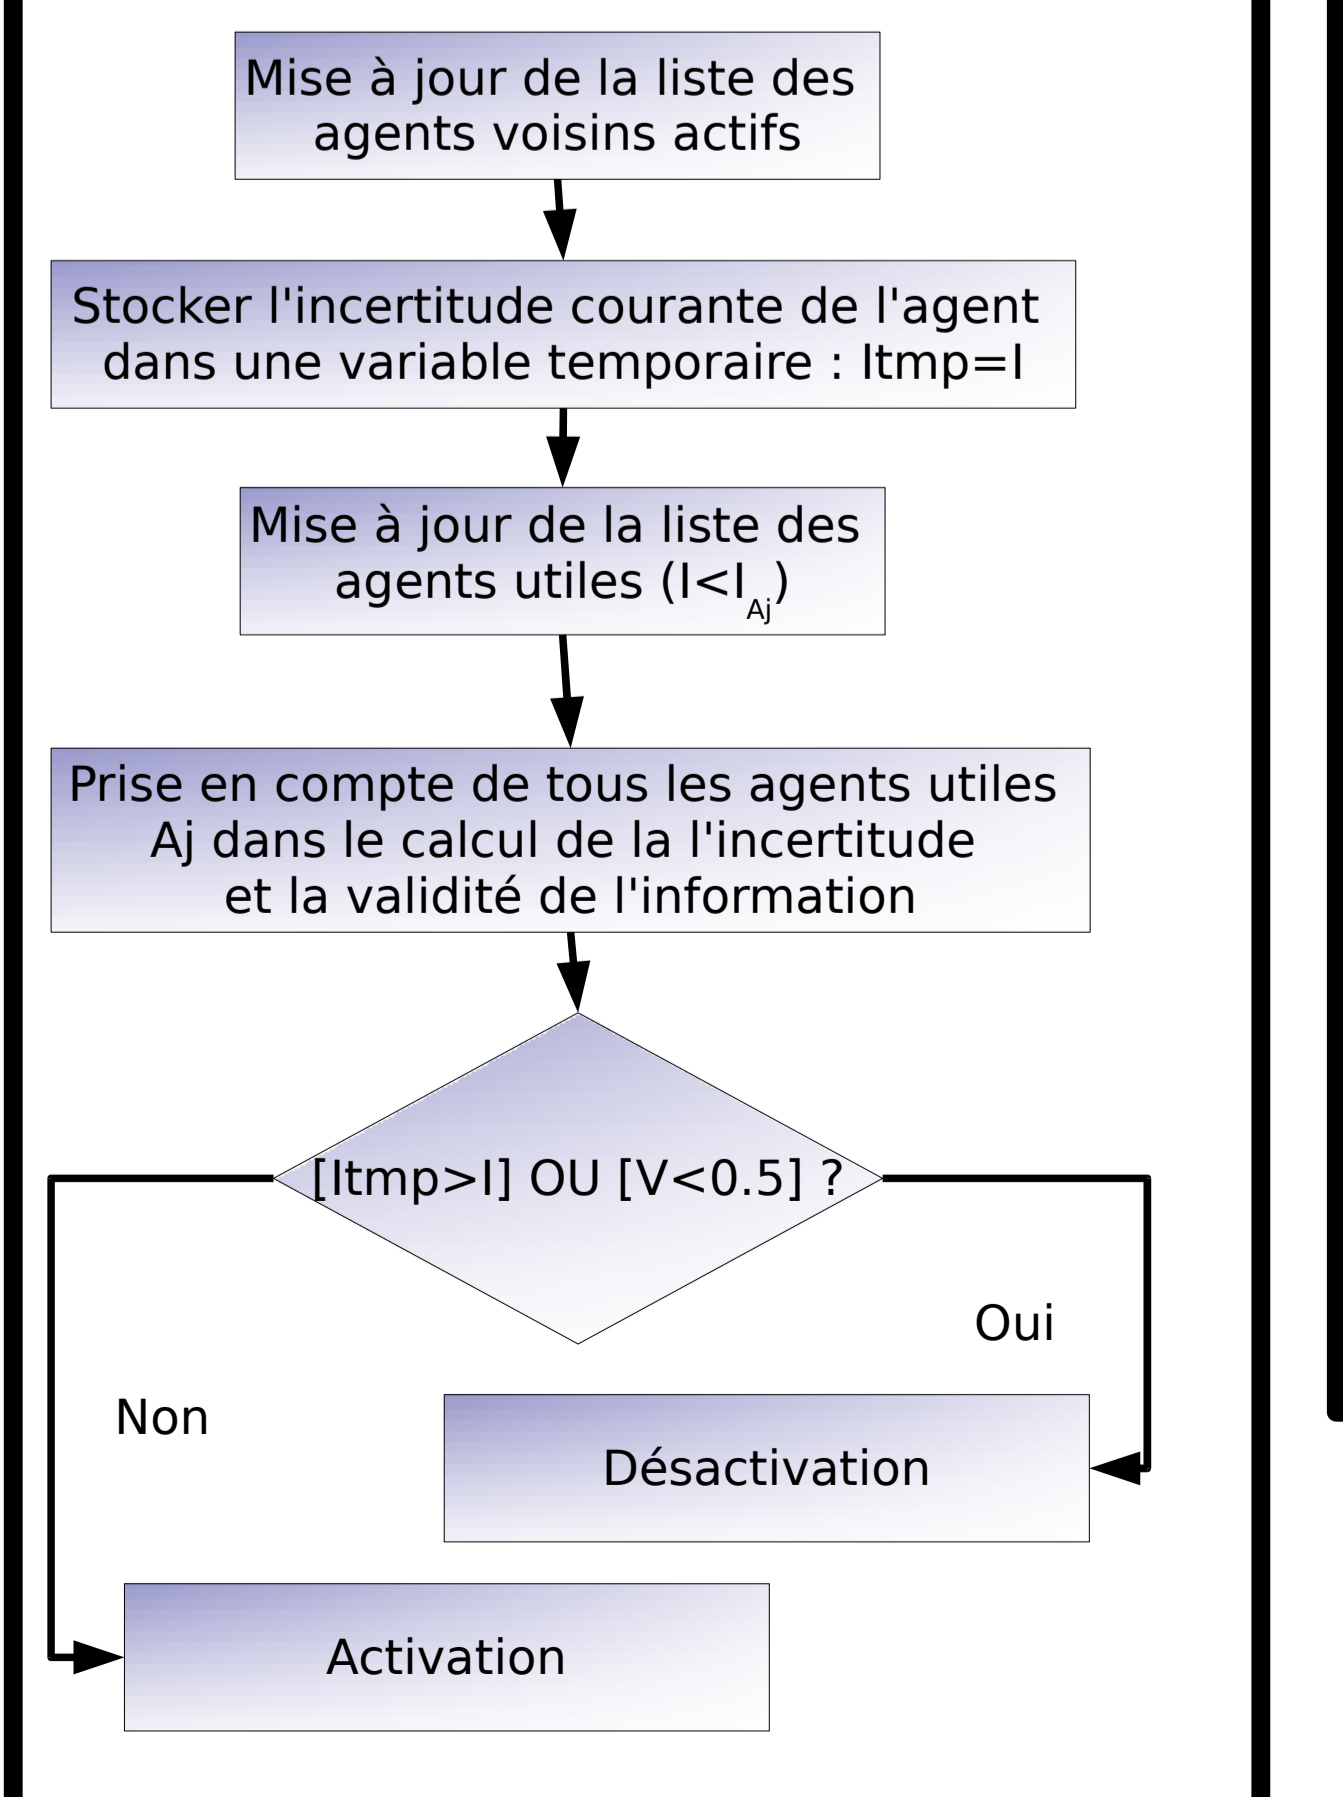 Mise à jour de la liste des
agents voisins actifs
Stocker l'incertitude courante de l'agent
dans une variable temporaire : Itmp=I
Mise à jour de la liste des
agents utiles (I<I_Aj)
Prise en compte de tous les agents utiles
Aj dans le calcul de la l'incertitude
et la validité de l'information
[Itmp>I] OU [V<0.5] ?
Oui
Non
Désactivation
Activation